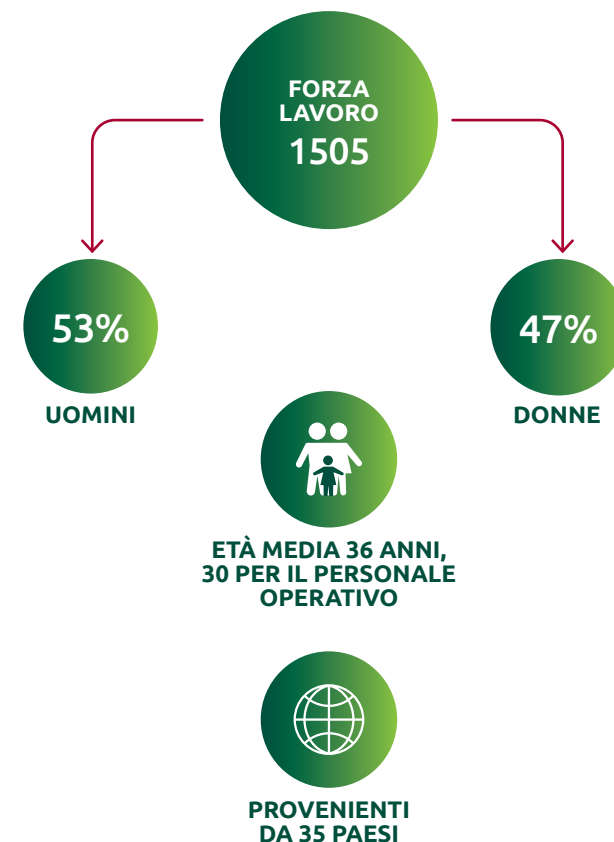 FORZA
LAVORO
1505
53%
47%
UOMINI
DONNE
ETÀ MEDIA 36 ANNI,
30 PER IL PERSONALE
OPERATIVO
PROVENIENTI
DA 35 PAESI